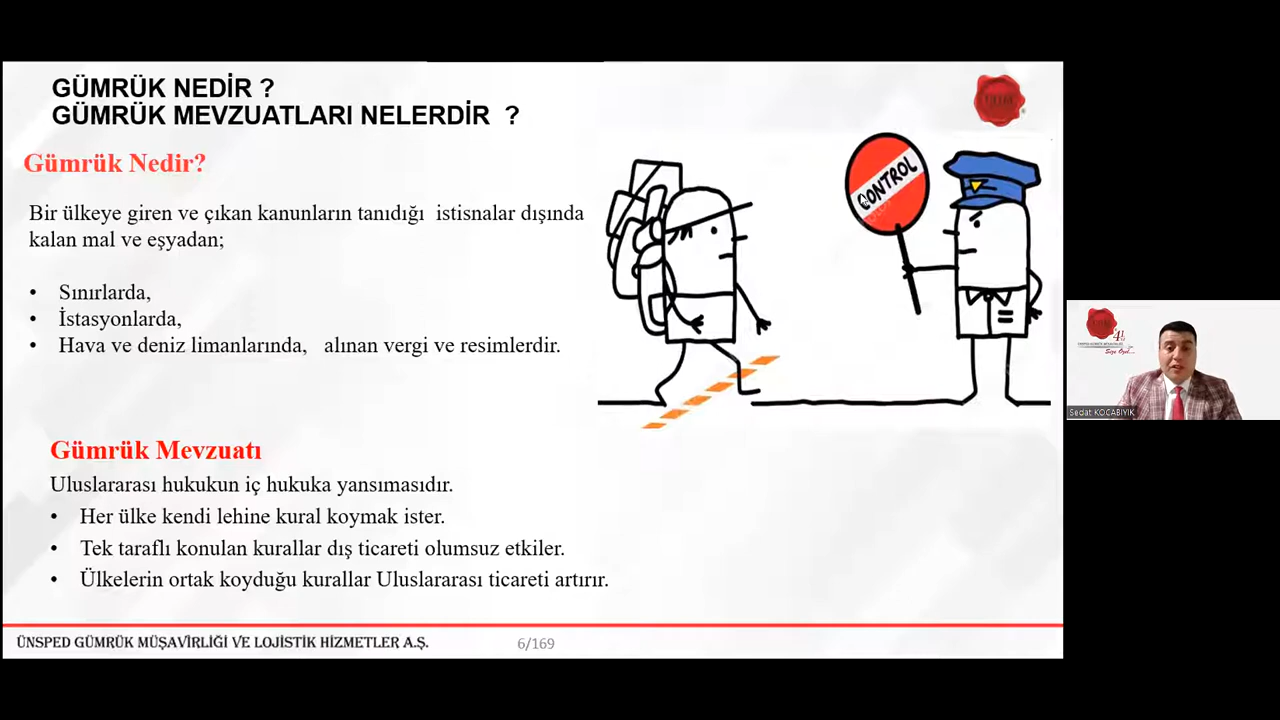 GÜMRÜK NEDİR ?
GÜMRÜK MEVZUATLARI NELERDİR ?
Gümrük Nedir?
Bir ülkeye giren ve çıkan kanunların tanıdığı istisnalar dışında
kalan mal ve eşyadan;
• Sınırlarda,
• İstasyonlarda,
• Hava ve deniz limanlarında, alınan vergi ve resimlerdir.
CONTROL
Gümrük Mevzuatı
Uluslararası hukukun iç hukuka yansımasıdır.
• Her ülke kendi lehine kural koymak ister.
• Tek taraflı konulan kurallar dış ticareti olumsuz etkiler.
• Ülkelerin ortak koyduğu kurallar Uluslararası ticareti artırır.
ÜNSPED GÜMRÜK MÜŞAVİRLİĞİ VE LOJİSTİK HİZMETLER A.Ş.
6/169
Sedat KOCABIYIK